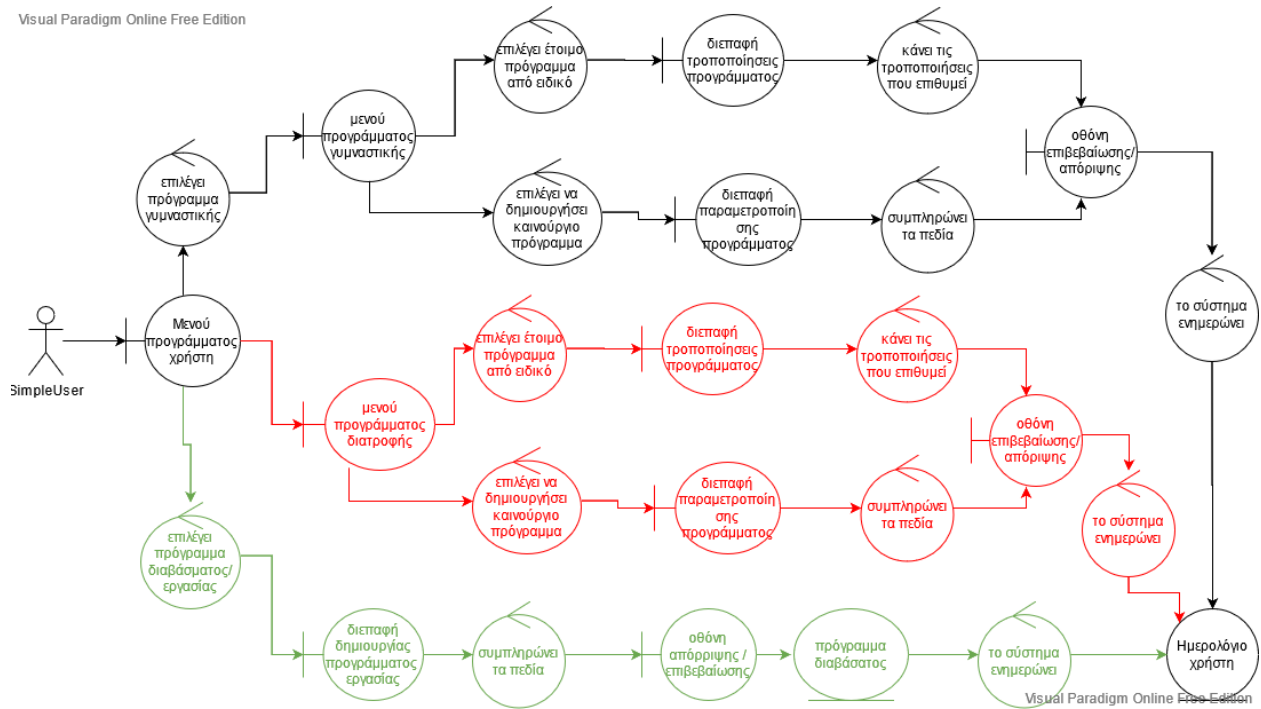 Visual Paradigm Online Free Edition
επιλέγει έτοιμο
πρόγραμμα
από ειδικό
διεπαφή
τροποποίησεις
προγράμματος
κάνει τις
τροποποιήσεις
που επιθυμεί
μενού
προγράμματος
γυμναστικής
οθόνη
επιβεβαίωσης/
απόριψης
επιλέγει
πρόγραμμα
γυμναστικής
επιλέγει να
δημιουργήσει
καινούργιο
πρόγραμμα
διεπαφή
παραμετροποίη
σης
προγράμματος
συμπληρώνει
τα πεδία
το σύστημα
ενημερώνει
Μενού
προγράμματος
χρήστη
SimpleUser
επιλέγει έτοιμο
πρόγραμμα
από ειδικό
διεπαφή
τροποποίησεις
προγράμματος
κάνει τις
τροποποιήσεις
που επιθυμεί
μενού
προγράμματος
διατροφής
οθόνη
επιβεβαίωσης/
απόριψης
επιλέγει να
δημιουργήσει
καινούργιο
πρόγραμμα
διεπαφή
παραμετροποίη
σης
προγράμματος
συμπληρώνει
τα πεδία
το σύστημα
ενημερώνει
επιλέγει
πρόγραμμα
διαβάσματος/
εργασίας
διεπαφή
δημιουργίας
προγράμματος
εργασίας
συμπληρώνει
τα πεδία
οθόνη
απόρριψης /
επιβεβαίωσης
πρόγραμμα
διαβάσατος
το σύστημα
ενημερώνει
Ημερολόγιο
χρήστη
Visual Paradigm Online Free Edition